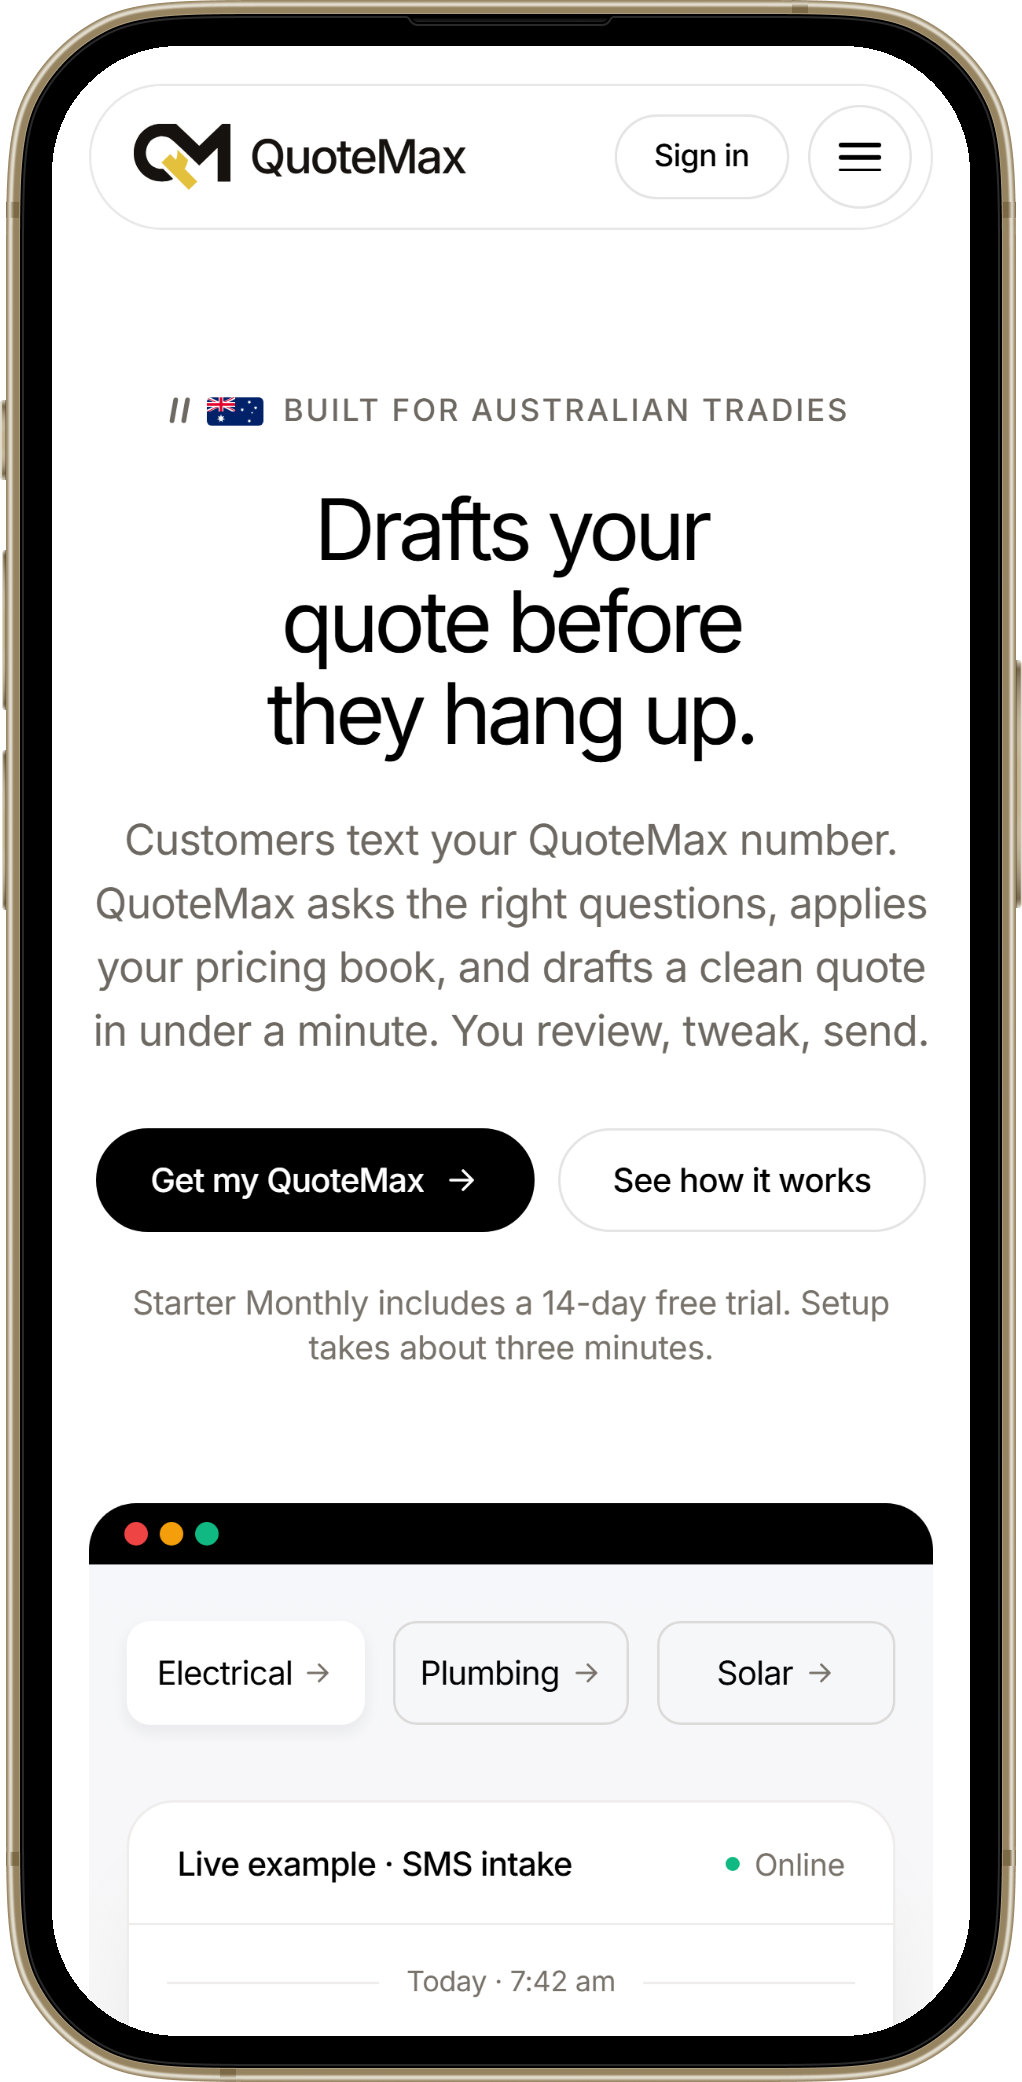 QM QuoteMax
Sign in
// BUILT FOR AUSTRALIAN TRADIES
Drafts your
quote before
they hang up.
Customers text your QuoteMax number.
QuoteMax asks the right questions, applies
your pricing book, and drafts a clean quote
in under a minute. You review, tweak, send.
Get my QuoteMax →
See how it works
Starter Monthly includes a 14-day free trial. Setup
takes about three minutes.
Electrical →
Plumbing →
Solar →
Live example · SMS intake
Online
Today · 7:42 am